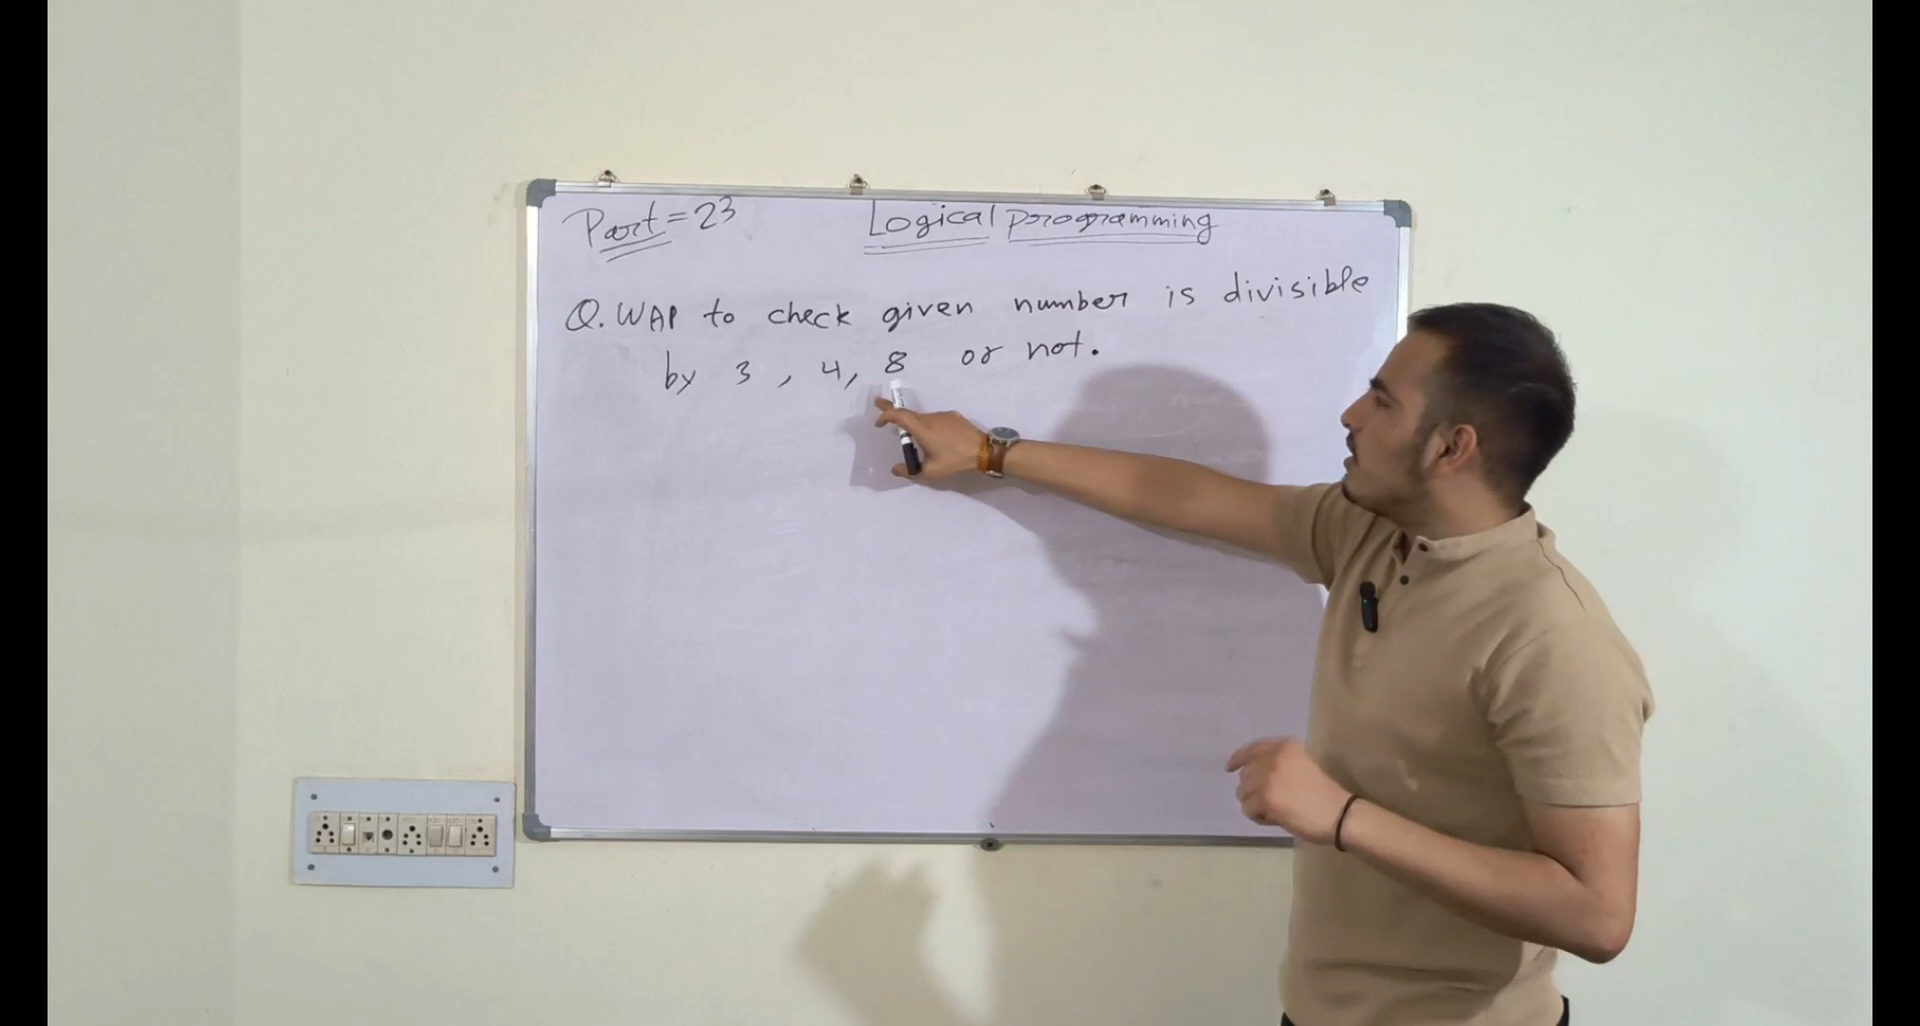 Part = 23
Logical programming
Q. WAP to check given number is divisible
by 3, 4, 8 or not.